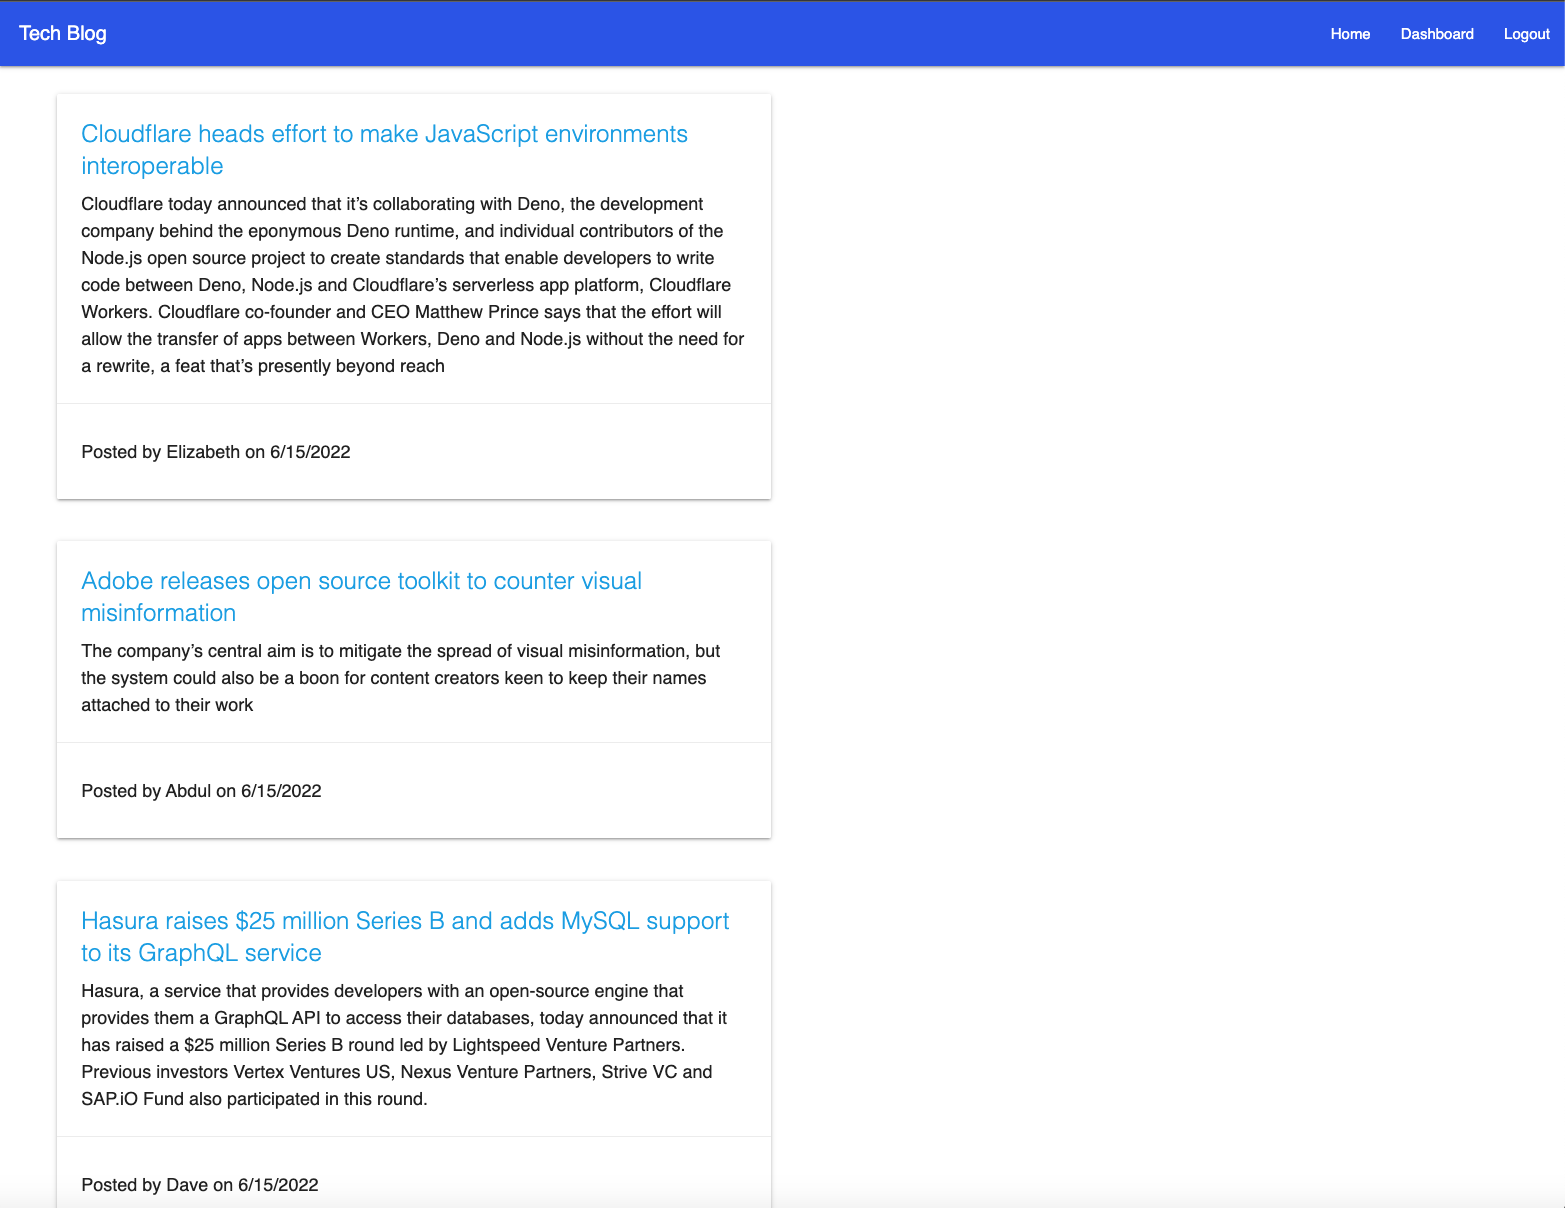 Tech Blog
Home Dashboard Logout
Cloudflare heads effort to make JavaScript environments
interoperable
Cloudflare today announced that it’s collaborating with Deno, the development
company behind the eponymous Deno runtime, and individual contributors of the
Node.js open source project to create standards that enable developers to write
code between Deno, Node.js and Cloudflare’s serverless app platform, Cloudflare
Workers. Cloudflare co-founder and CEO Matthew Prince says that the effort will
allow the transfer of apps between Workers, Deno and Node.js without the need for
a rewrite, a feat that’s presently beyond reach
Posted by Elizabeth on 6/15/2022
Adobe releases open source toolkit to counter visual
misinformation
The company’s central aim is to mitigate the spread of visual misinformation, but
the system could also be a boon for content creators keen to keep their names
attached to their work
Posted by Abdul on 6/15/2022
Hasura raises $25 million Series B and adds MySQL support
to its GraphQL service
Hasura, a service that provides developers with an open-source engine that
provides them a GraphQL API to access their databases, today announced that it
has raised a $25 million Series B round led by Lightspeed Venture Partners.
Previous investors Vertex Ventures US, Nexus Venture Partners, Strive VC and
SAP.iO Fund also participated in this round.
Posted by Dave on 6/15/2022